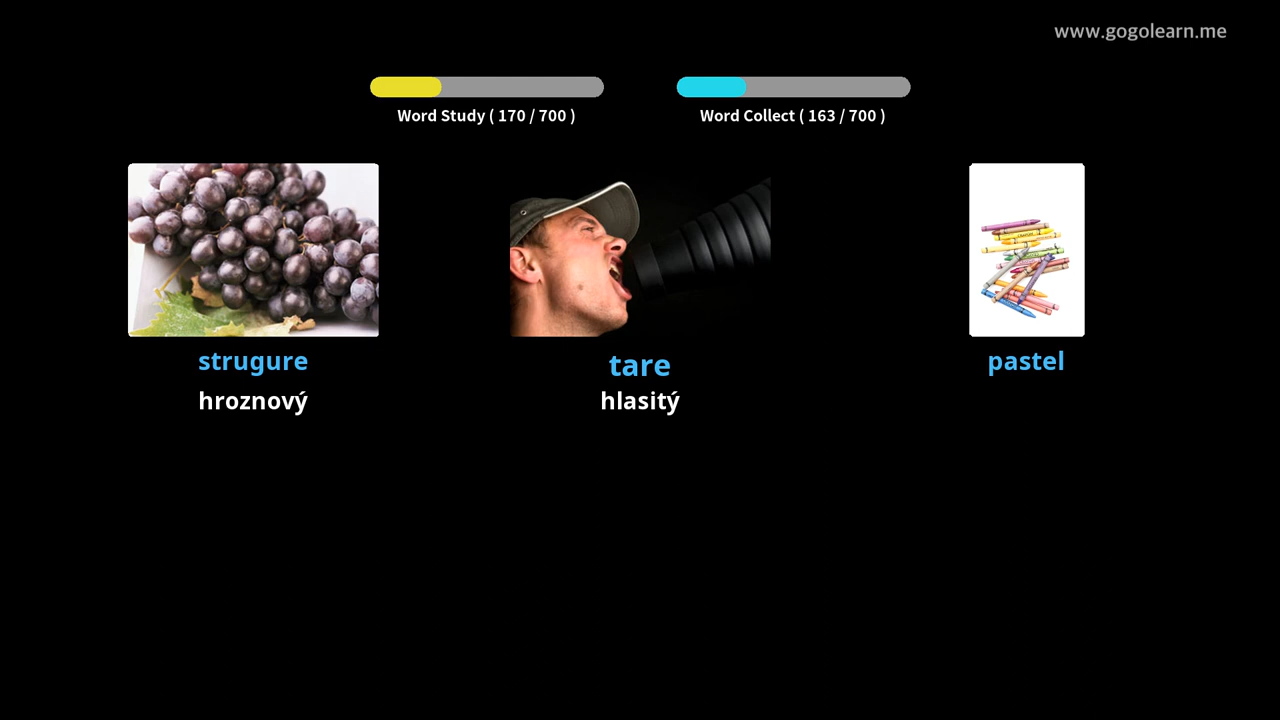 www.gogolearn.me
Word Study ( 170 / 700 )
Word Collect ( 163 / 700 )
strugure
tare
pastel
hroznový
hlasitý